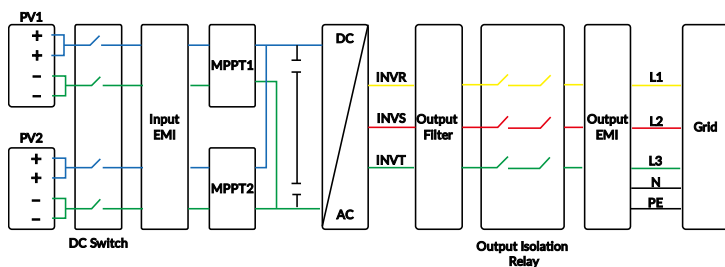 PV1
+
+
−
−
PV2
+
+
−
−
DC Switch
Input
EMI
MPPT1
MPPT2
DC
AC
INVR
INVS
INVT
Output
Filter
Output Isolation
Relay
Output
EMI
L1
L2
L3
N
PE
Grid